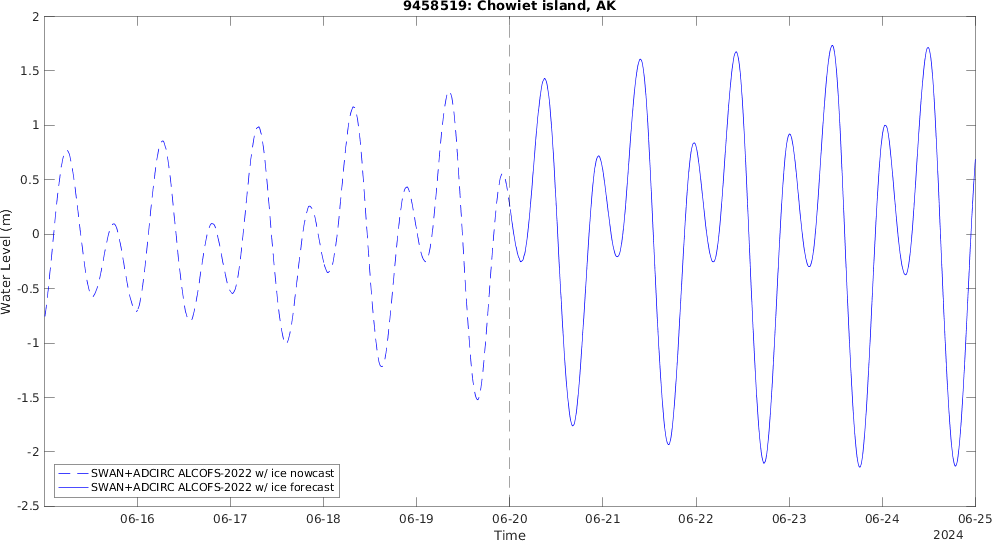 9458519: Chowiet island, AK
2
1.5
1
0.5
0
-0.5
-1
-1.5
-2
-2.5
Water Level (m)
SWAN+ADCIRC ALCOFS-2022 w/ ice nowcast
SWAN+ADCIRC ALCOFS-2022 w/ ice forecast
06-16 06-17 06-18 06-19 06-20 06-21 06-22 06-23 06-24 06-25
Time
2024